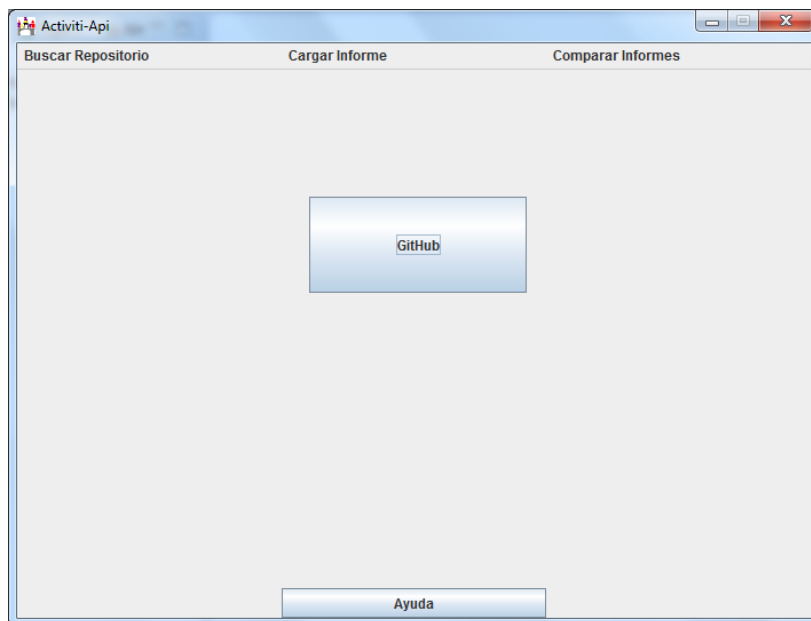 Activiti-Api
Buscar Repositorio Cargar Informe Comparar Informes
GitHub
Ayuda